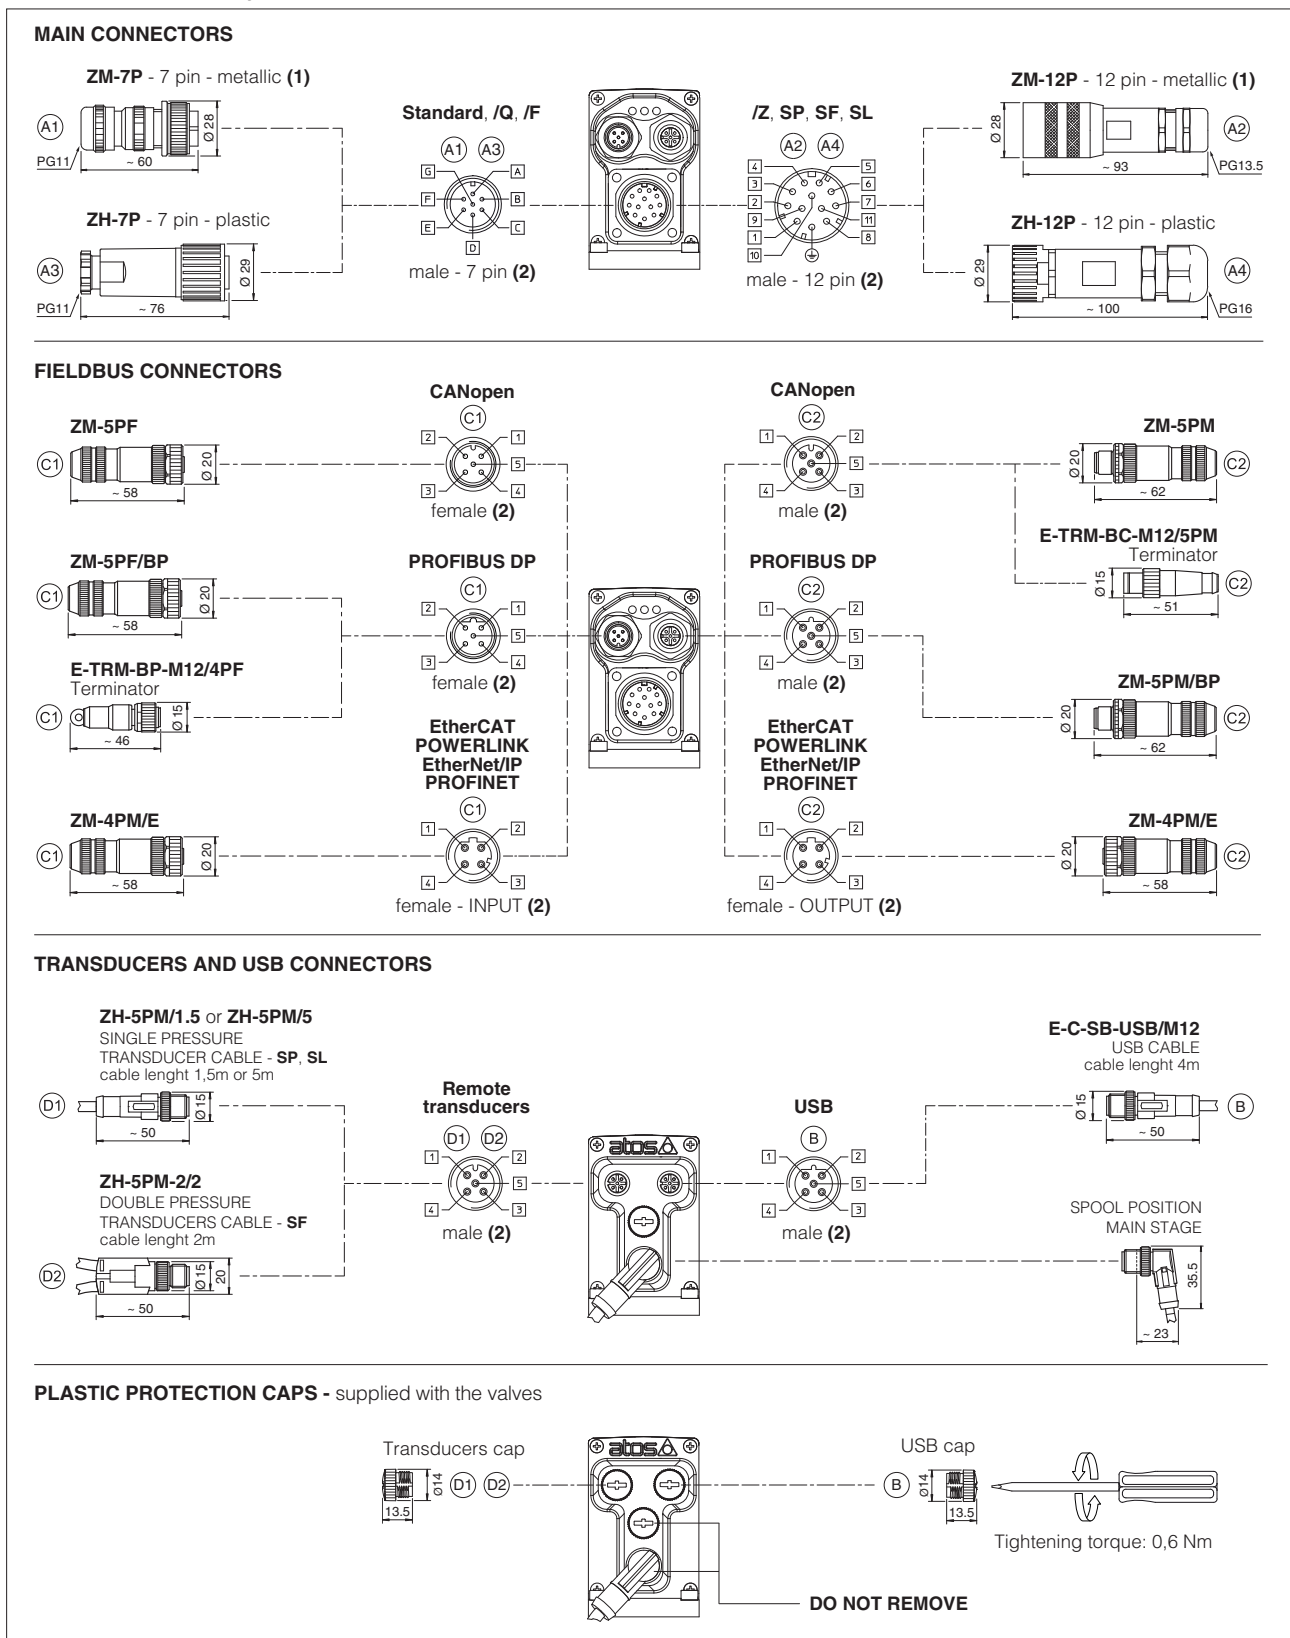 MAIN CONNECTORS
ZM-7P - 7 pin - metallic (1)
A1
PG11
~ 60
Ø 28
ZH-7P - 7 pin - plastic
A3
PG11
~ 76
Ø 29
Standard, /Q, /F
A1 A3
G A
F B
E C
D
male - 7 pin (2)
/Z, SP, SF, SL
A2 A4
4 5
3 6
2 7
9 11
1 8
10
male - 12 pin (2)
ZM-12P - 12 pin - metallic (1)
Ø 28
A2
~ 93
PG13.5
ZH-12P - 12 pin - plastic
Ø 29
A4
~ 100
PG16
FIELDBUS CONNECTORS
ZM-5PF
C1
Ø 20
~ 58
CANopen
C1
2 1
5
3 4
female (2)
CANopen
C2
1 2
5
4 3
male (2)
ZM-5PM
Ø 20
C2
~ 62
E-TRM-BC-M12/5PM
Terminator
Ø 15
C2
~ 51
ZM-5PF/BP
C1
Ø 20
~ 58
E-TRM-BP-M12/4PF
Terminator
C1
Ø 15
~ 46
PROFIBUS DP
C1
2 1
5
3 4
female (2)
PROFIBUS DP
C2
1 2
5
4 3
male (2)
ZM-5PM/BP
Ø 20
C2
~ 62
ZM-4PM/E
C1
Ø 20
~ 58
EtherCAT
POWERLINK
EtherNet/IP
PROFINET
C1
1 2
4 3
female - INPUT (2)
EtherCAT
POWERLINK
EtherNet/IP
PROFINET
C2
1 2
4 3
female - OUTPUT (2)
ZM-4PM/E
Ø 20
C2
~ 58
TRANSDUCERS AND USB CONNECTORS
ZH-5PM/1.5 or ZH-5PM/5
SINGLE PRESSURE
TRANSDUCER CABLE - SP, SL
cable lenght 1,5m or 5m
D1
Ø 15
~ 50
ZH-5PM-2/2
DOUBLE PRESSURE
TRANSDUCERS CABLE - SF
cable lenght 2m
D2
Ø 15
20
~ 50
Remote
transducers
D1 D2
1 2
5
4 3
male (2)
atos
USB
B
1 2
5
4 3
male (2)
E-C-SB-USB/M12
USB CABLE
cable lenght 4m
Ø 15
B
~ 50
SPOOL POSITION
MAIN STAGE
35.5
~ 23
PLASTIC PROTECTION CAPS - supplied with the valves
Transducers cap
Ø14
D1 D2
13.5
atos
USB cap
B
Ø14
13.5
Tightening torque: 0,6 Nm
DO NOT REMOVE